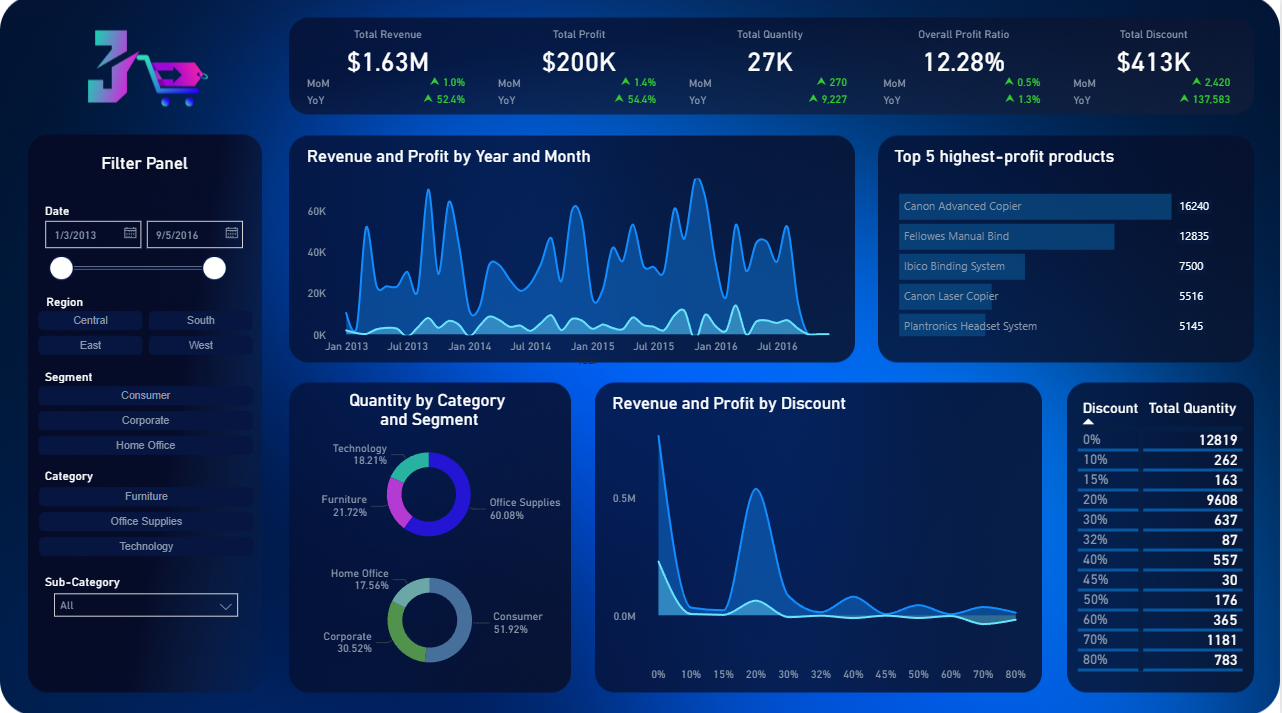 Total Revenue
$1.63M
MoM 1.0%
YoY 52.4%
Total Profit
$200K
MoM 1.4%
YoY 54.4%
Total Quantity
27K
MoM 270
YoY 9,227
Overall Profit Ratio
12.28%
MoM 0.5%
YoY 1.3%
Total Discount
$413K
MoM 2,420
YoY 137,583
Filter Panel
Date
1/3/2013 9/5/2016
Region
Central South
East West
Segment
Consumer
Corporate
Home Office
Category
Furniture
Office Supplies
Technology
Sub-Category
All
Revenue and Profit by Year and Month
60K
40K
20K
0K
Jan 2013 Jul 2013 Jan 2014 Jul 2014 Jan 2015 Jul 2015 Jan 2016 Jul 2016
Top 5 highest-profit products
Canon Advanced Copier 16240
Fellowes Manual Bind 12835
Ibico Binding System 7500
Canon Laser Copier 5516
Plantronics Headset System 5145
Quantity by Category
and Segment
Technology
18.21%
Furniture
21.72%
Office Supplies
60.08%
Home Office
17.56%
Consumer
51.92%
Corporate
30.52%
Revenue and Profit by Discount
0.5M
0.0M
0% 10% 15% 20% 30% 32% 40% 45% 50% 60% 70% 80%
Discount Total Quantity
0% 12819
10% 262
15% 163
20% 9608
30% 637
32% 87
40% 557
45% 30
50% 176
60% 365
70% 1181
80% 783